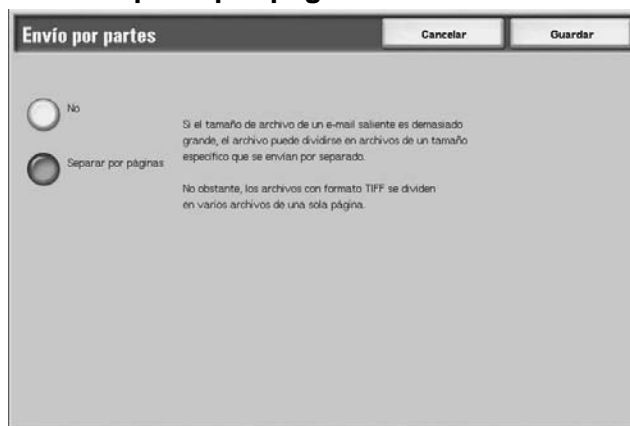 Envío por partes
Cancelar
Guardar
No
Separar por páginas
Si el tamaño de archivo de un e-mail saliente es demasiado
grande, el archivo puede dividirse en archivos de un tamaño
específico que se envían por separado.
No obstante, los archivos con formato TIFF se dividen
en varios archivos de una sola página.